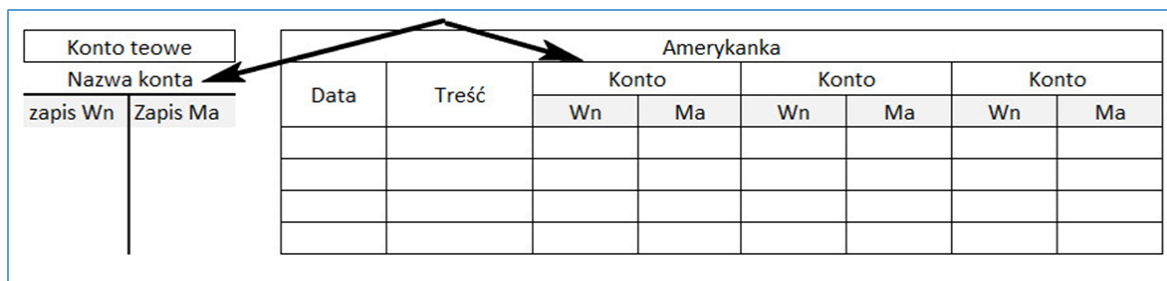 Konto teowe
Nazwa konta
zapis Wn Zapis Ma
Amerykanka
Data Treść Konto Konto Konto
Wn Ma Wn Ma Wn Ma